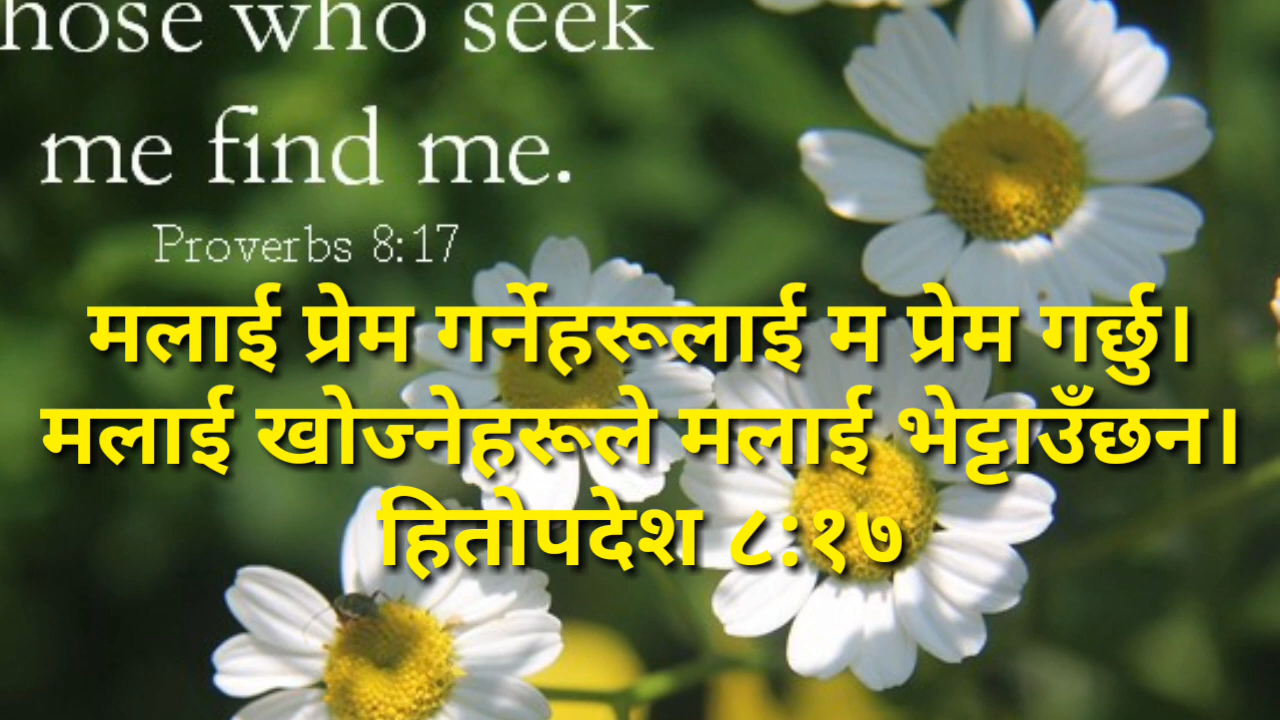 hose who seek
me find me.
Proverbs 8:17
मलाई प्रेम गर्नेहरूलाई म प्रेम गर्छु।
मलाई खोज्नेहरूले मलाई भेट्टाउँछन।
हितोपदेश ८:१७